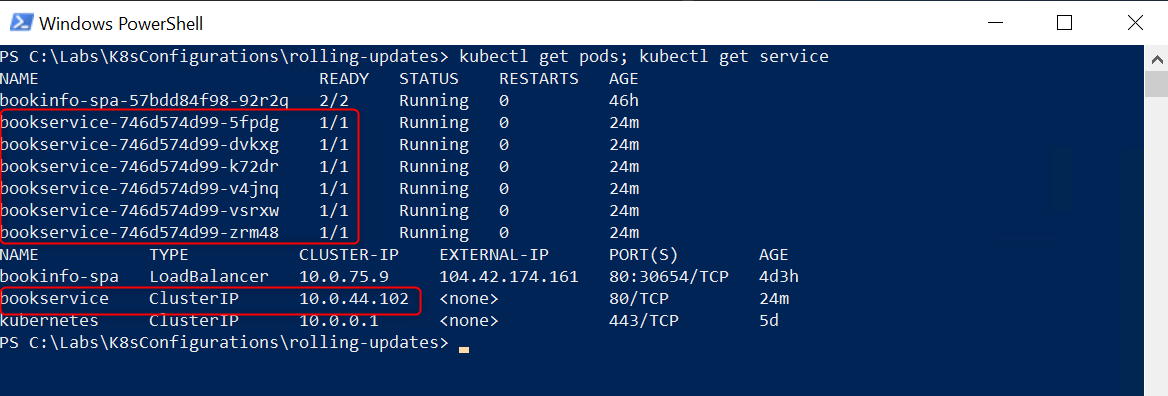 Windows PowerShell
PS C:\Labs\K8sConfigurations\rolling-updates> kubectl get pods; kubectl get service
NAME READY STATUS RESTARTS AGE
bookinfo-spa-57bdd84f98-92r2q 2/2 Running 0 46h
bookservice-746d574d99-5fpdg 1/1 Running 0 24m
bookservice-746d574d99-dvkxg 1/1 Running 0 24m
bookservice-746d574d99-k72dr 1/1 Running 0 24m
bookservice-746d574d99-v4jnq 1/1 Running 0 24m
bookservice-746d574d99-vsrxw 1/1 Running 0 24m
bookservice-746d574d99-zrm48 1/1 Running 0 24m
NAME TYPE CLUSTER-IP EXTERNAL-IP PORT(S) AGE
bookinfo-spa LoadBalancer 10.0.75.9 104.42.174.161 80:30654/TCP 4d3h
bookservice ClusterIP 10.0.44.102 <none> 80/TCP 24m
kubernetes ClusterIP 10.0.0.1 <none> 443/TCP 5d
PS C:\Labs\K8sConfigurations\rolling-updates>